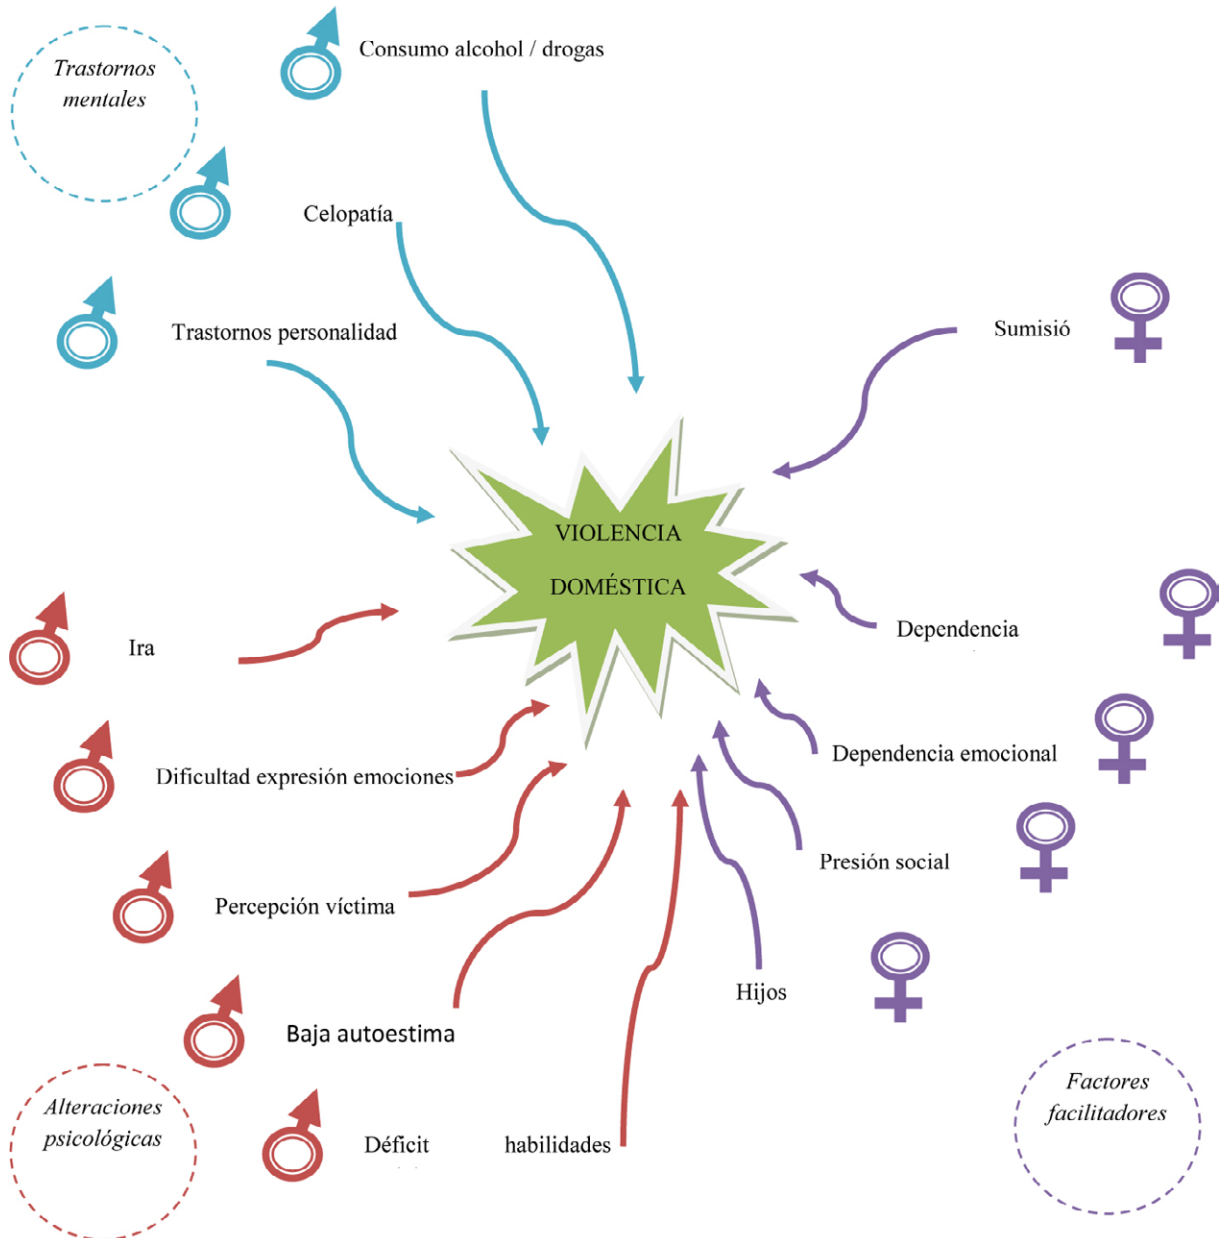 Trastornos
mentales
Consumo alcohol / drogas
Celopatía
Trastornos personalidad
Sumisió
VIOLENCIA
DOMÉSTICA
Ira
Dependencia
Dificultad expresión emociones
Dependencia emocional
Percepción víctima
Presión social
Baja autoestima
Hijos
Alteraciones
psicológicas
Déficit habilidades
Factores
facilitadores